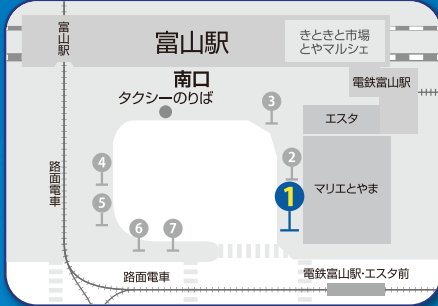 富山駅
富山駅
きときと市場
とやマルシェ
南口
タクシーのりば
電鉄富山駅
3
エスタ
2
4
マリエとやま
路面電車
1
5
6
7
路面電車
電鉄富山駅・エスタ前